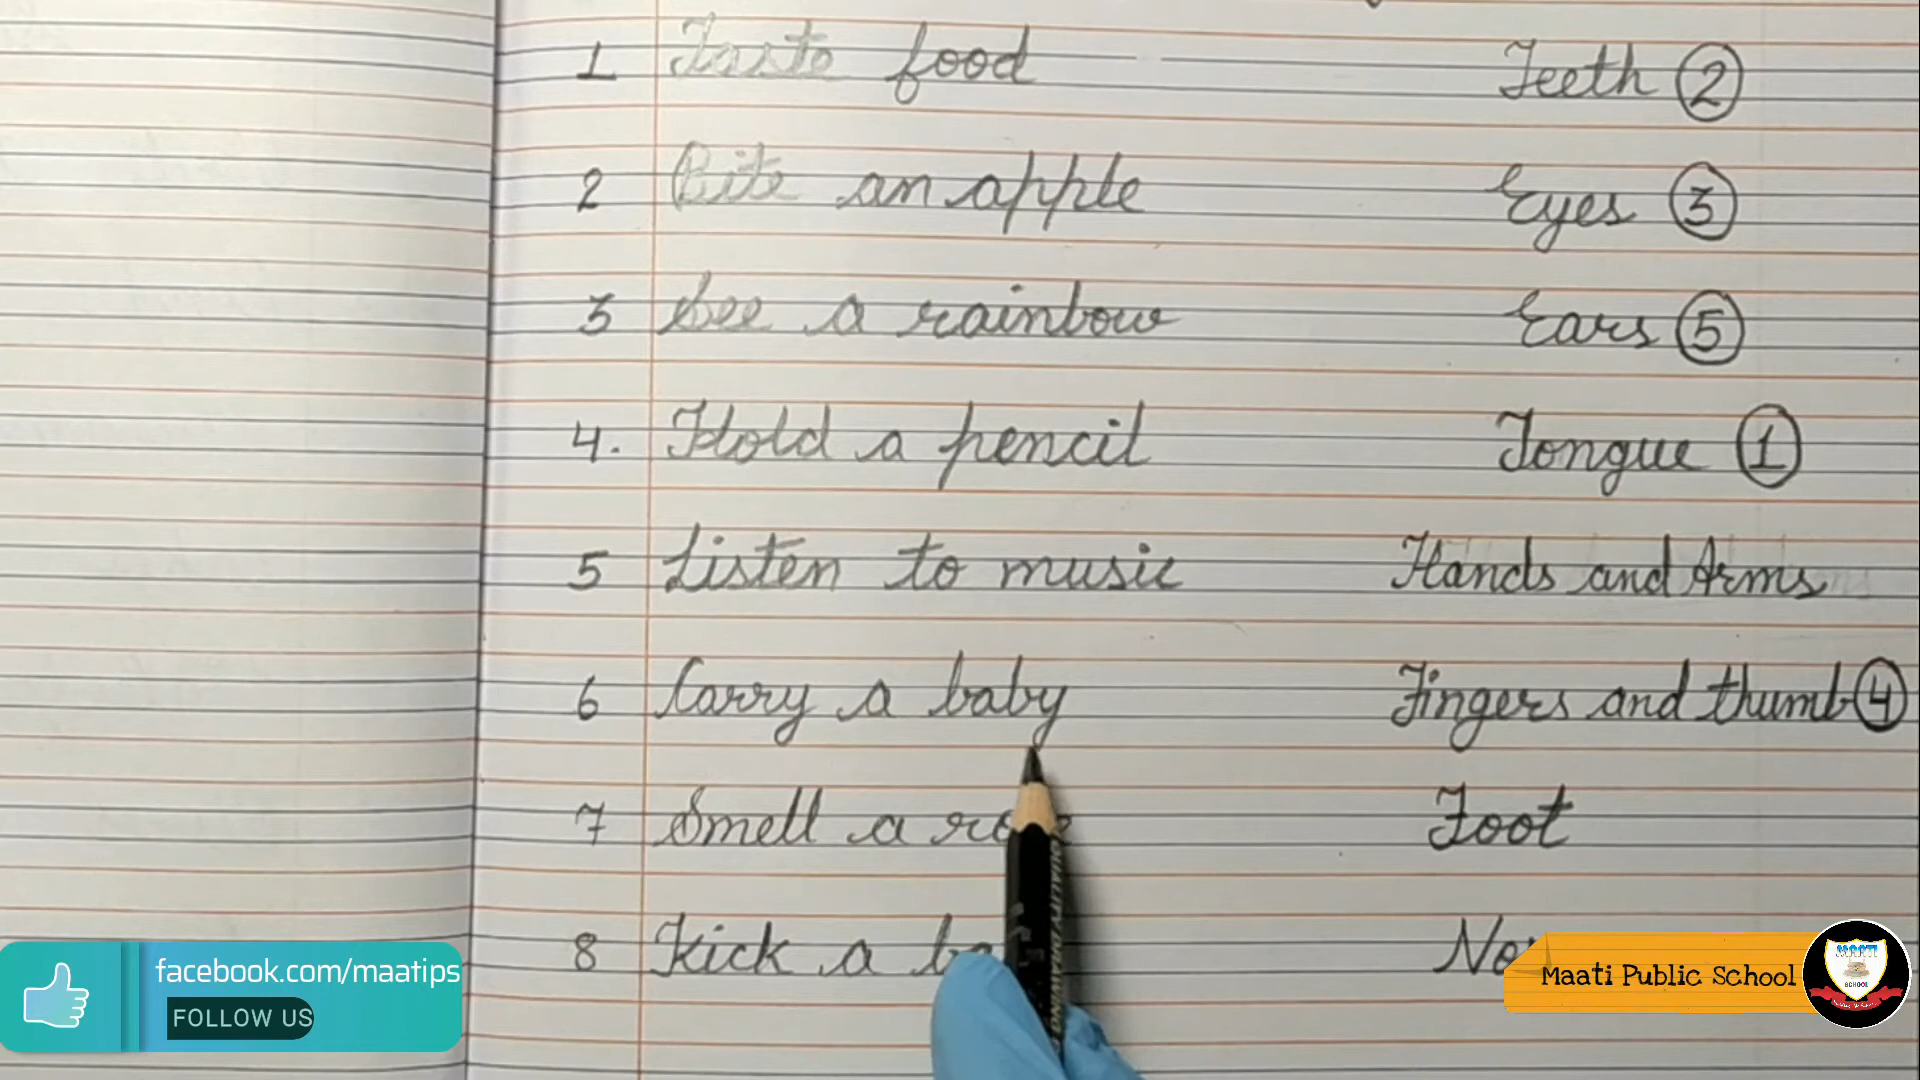 1 Taste food Teeth 2
2 Bite an apple Eyes 3
3 See a rainbow Ears 5
4. Hold a pencil Tongue 1
5 Listen to music Hands and Arms
6 Carry a baby Fingers and thumb 4
7 Smell a Foot
8 Kick a
facebook.com/maatips
FOLLOW US
Maati Public School
MAATI
SCHOOL